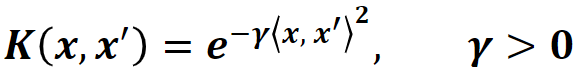 K(x, x′) = e^{−γ⟨x, x′⟩²}, γ > 0